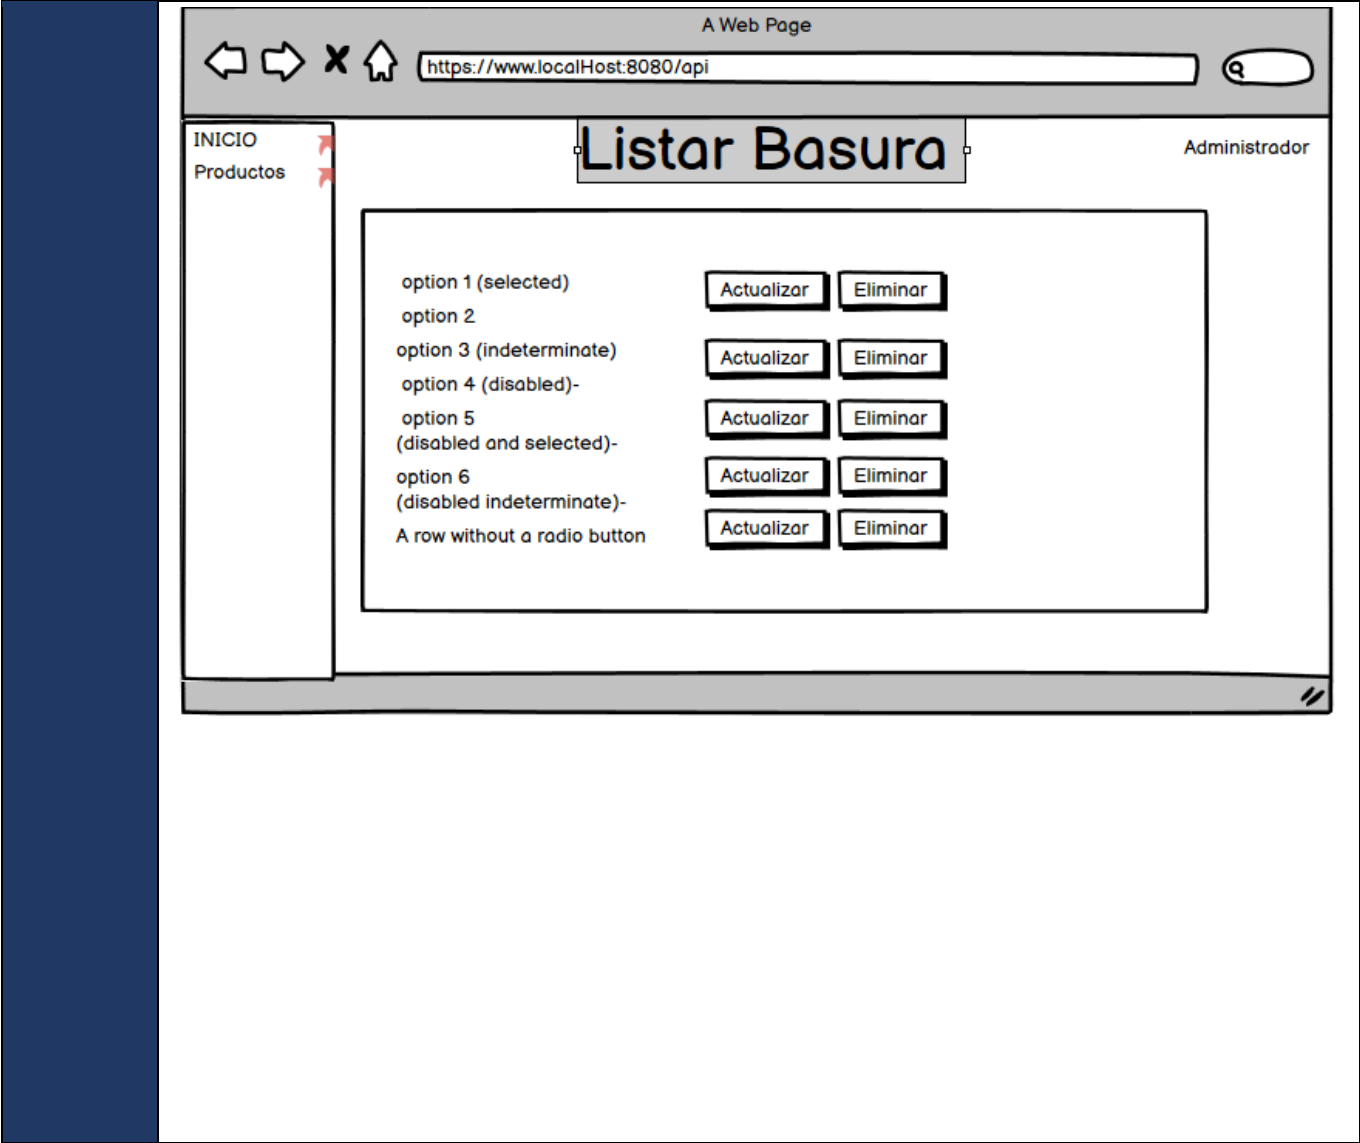 A Web Page
https://www.localHost:8080/api
INICIO
Productos
Listar Basura
Administrador
option 1 (selected)
Actualizar
Eliminar
option 2
option 3 (indeterminate)
Actualizar
Eliminar
option 4 (disabled)-
option 5
(disabled and selected)-
Actualizar
Eliminar
option 6
(disabled indeterminate)-
Actualizar
Eliminar
A row without a radio button
Actualizar
Eliminar